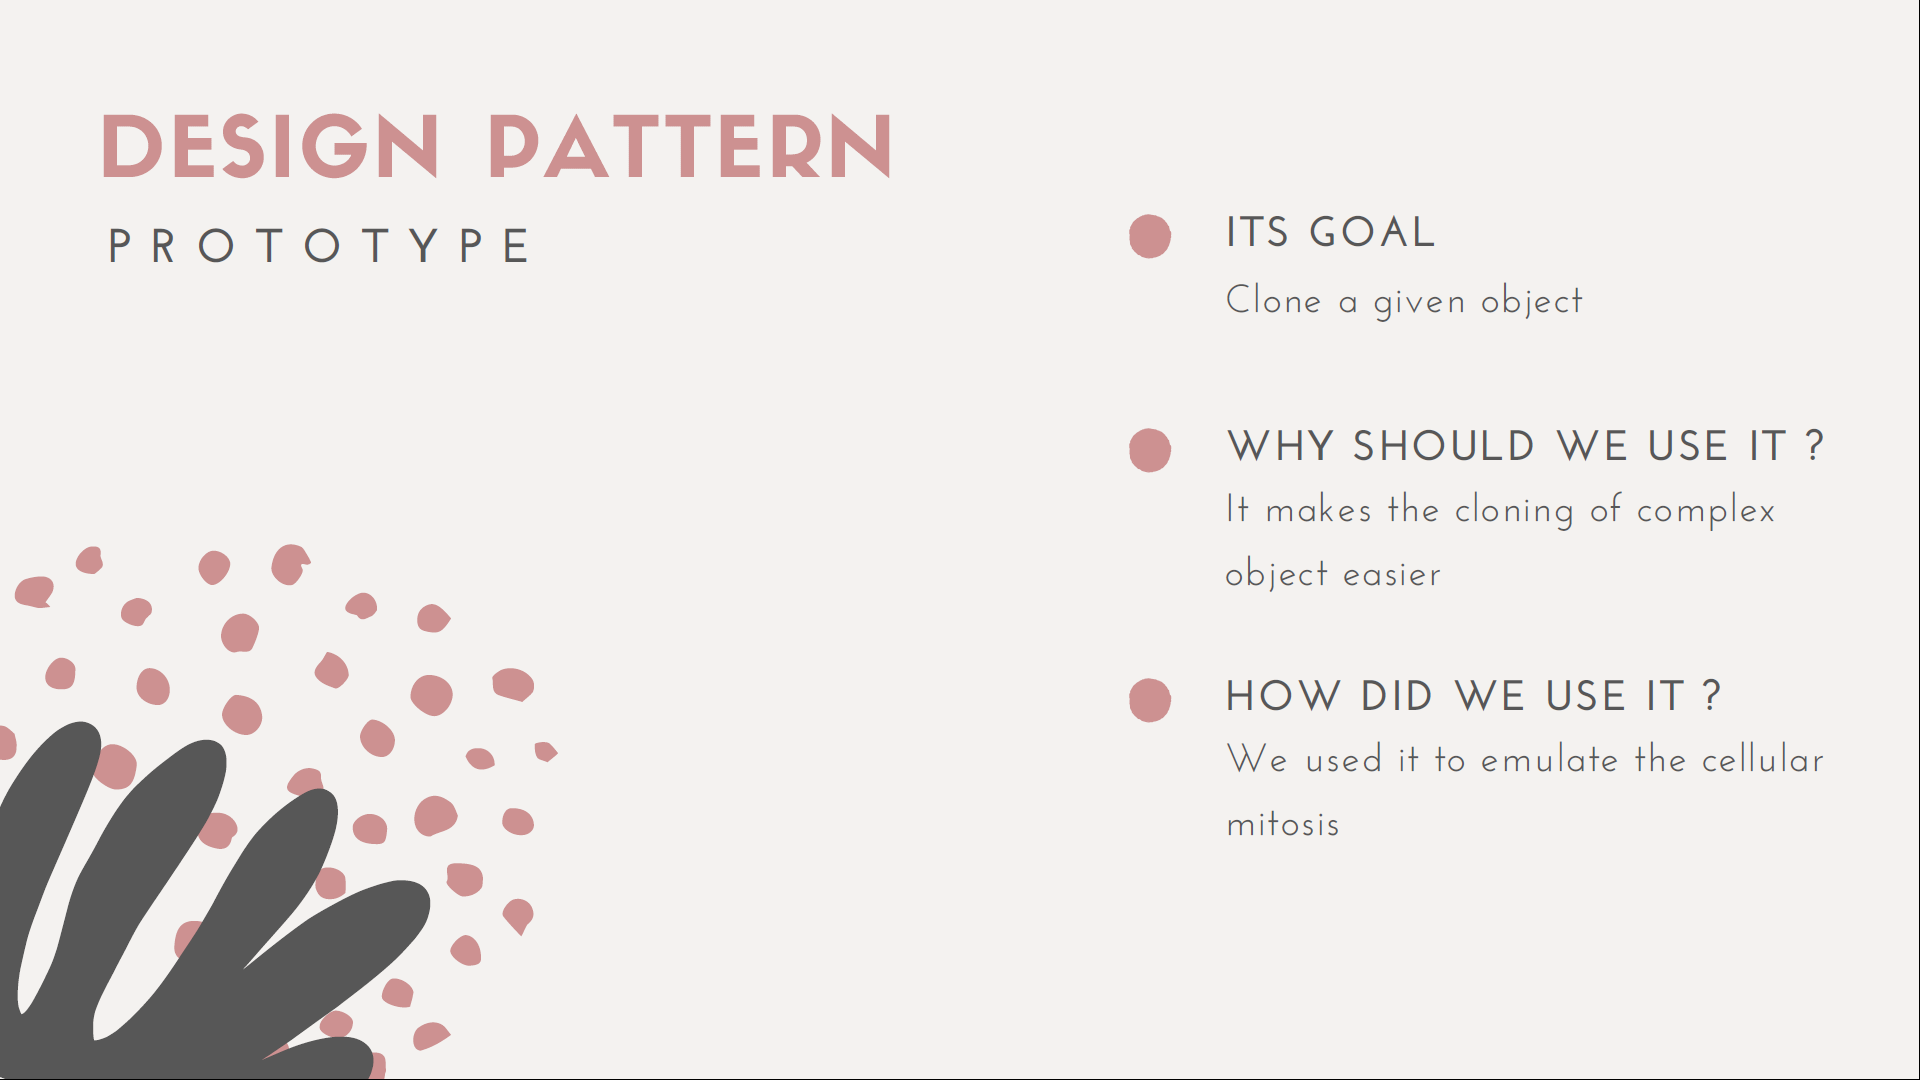 DESIGN PATTERN
PROTOTYPE
ITS GOAL
Clone a given object
WHY SHOULD WE USE IT ?
It makes the cloning of complex
object easier
HOW DID WE USE IT ?
We used it to emulate the cellular
mitosis